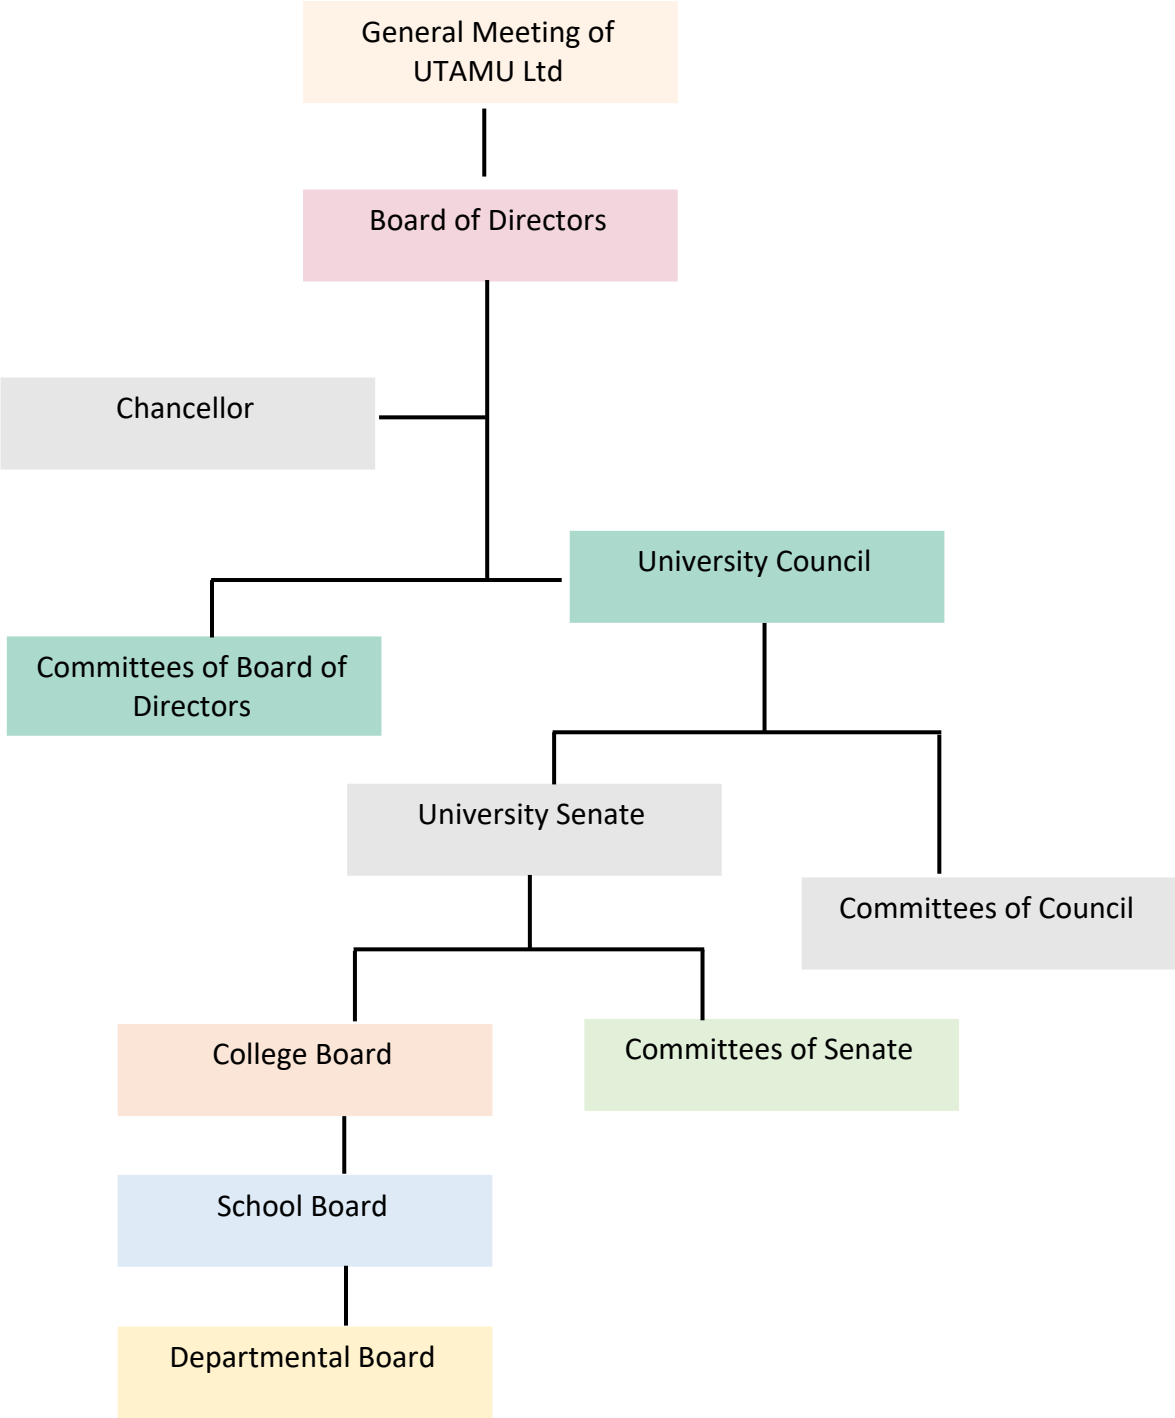 General Meeting of
UTAMU Ltd
Board of Directors
Chancellor
University Council
Committees of Board of
Directors
University Senate
Committees of Council
College Board
Committees of Senate
School Board
Departmental Board